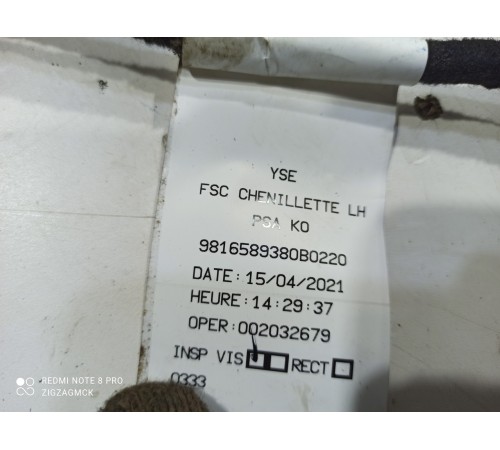 YSE
FSC CHENILLETTE LH
PSA KO
9816589380B0220
DATE:15/04/2021
HEURE:14:29:37
OPER:002032679
INSP VIS RECT
0333
REDMI NOTE 8 PRO
ZIGZAGMCK